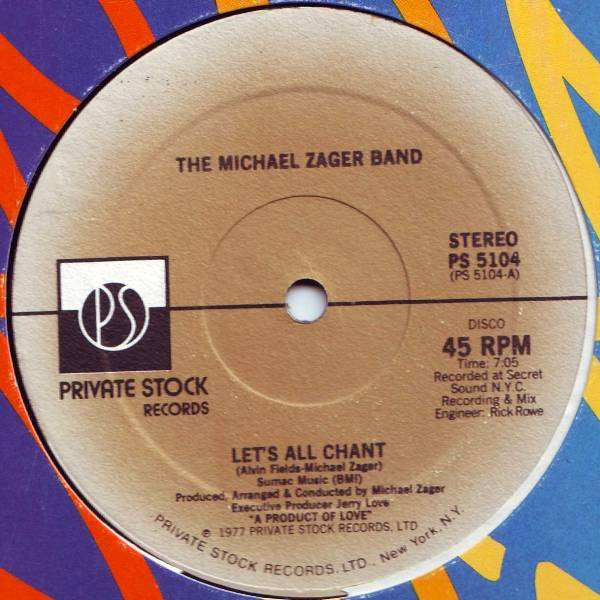 THE MICHAEL ZAGER BAND
STEREO
PS 5104
(PS 5104-A)
PS
PRIVATE STOCK
RECORDS
DISCO
45 RPM
Time: 7:05
Recorded at Secret
Sound N.Y.C.
Recording & Mix
Engineer: Rick Rowe
LET'S ALL CHANT
(Alvin Fields-Michael Zager)
Sumac Music (BMI)
Produced, Arranged & Conducted by Michael Zager
Executive Producer Jerry Love
"A PRODUCT OF LOVE"
℗ 1977 PRIVATE STOCK RECORDS, LTD
PRIVATE STOCK RECORDS, LTD., New York, N.Y.